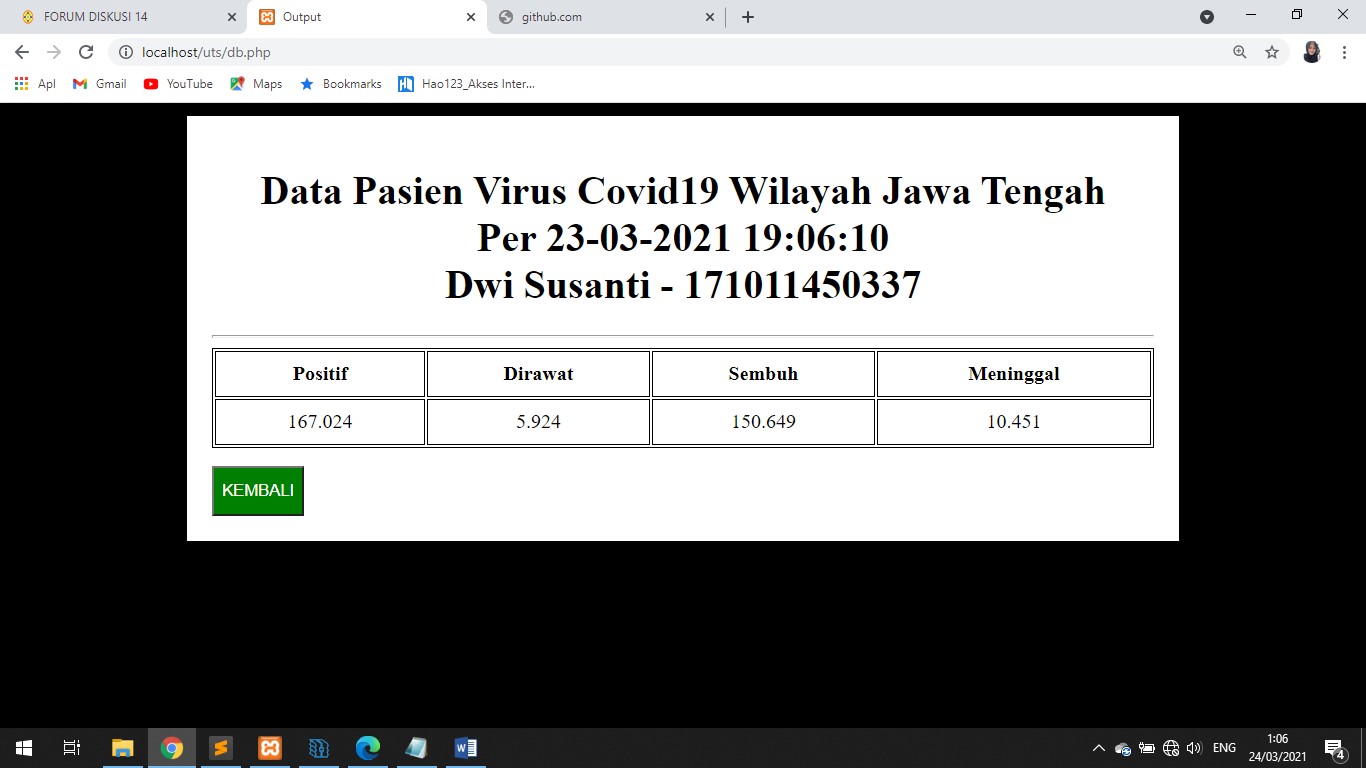 FORUM DISKUSI 14
Output
github.com
localhost/uts/db.php
Apl
Gmail
YouTube
Maps
Bookmarks
Hao123_Akses Inter...
Data Pasien Virus Covid19 Wilayah Jawa Tengah
Per 23-03-2021 19:06:10
Dwi Susanti - 171011450337
Positif Dirawat Sembuh Meninggal
167.024 5.924 150.649 10.451
KEMBALI
ENG
1:06
24/03/2021
4